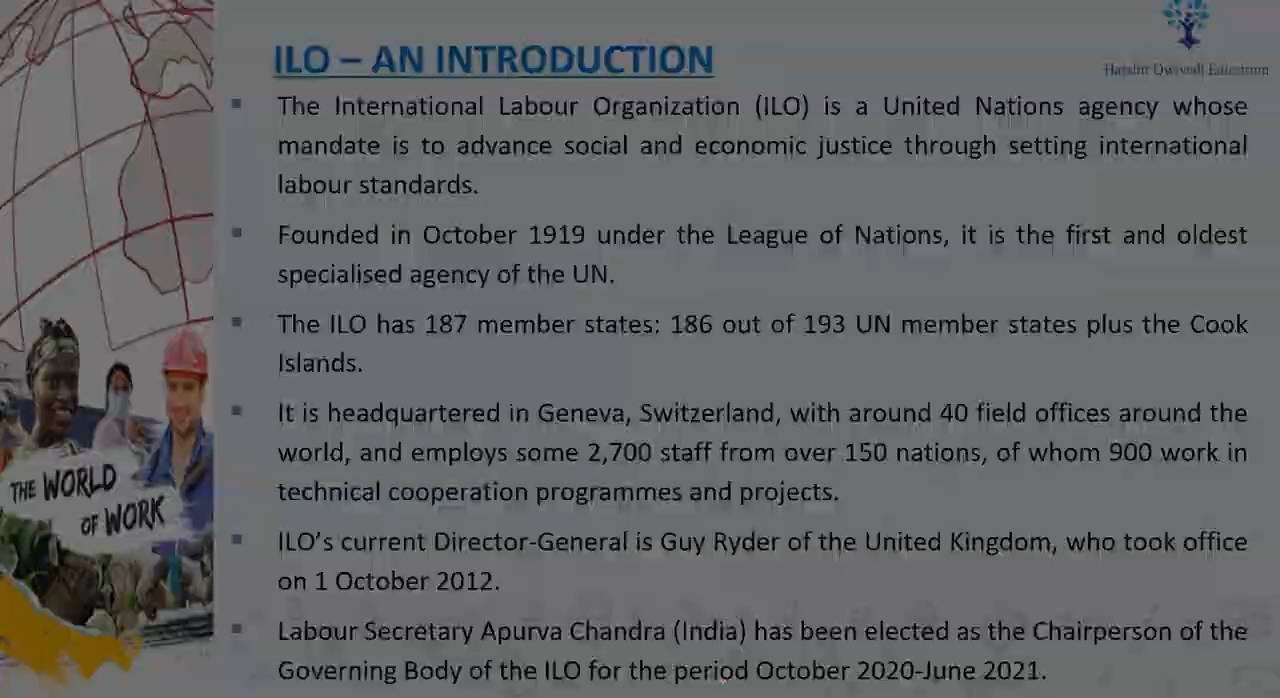 ILO – AN INTRODUCTION
Harshit Dwivedi Education
The International Labour Organization (ILO) is a United Nations agency whose
mandate is to advance social and economic justice through setting international
labour standards.
Founded in October 1919 under the League of Nations, it is the first and oldest
specialised agency of the UN.
The ILO has 187 member states: 186 out of 193 UN member states plus the Cook
Islands.
It is headquartered in Geneva, Switzerland, with around 40 field offices around the
world, and employs some 2,700 staff from over 150 nations, of whom 900 work in
technical cooperation programmes and projects.
THE WORLD
OF WORK
ILO’s current Director-General is Guy Ryder of the United Kingdom, who took office
on 1 October 2012.
Labour Secretary Apurva Chandra (India) has been elected as the Chairperson of the
Governing Body of the ILO for the period October 2020-June 2021.